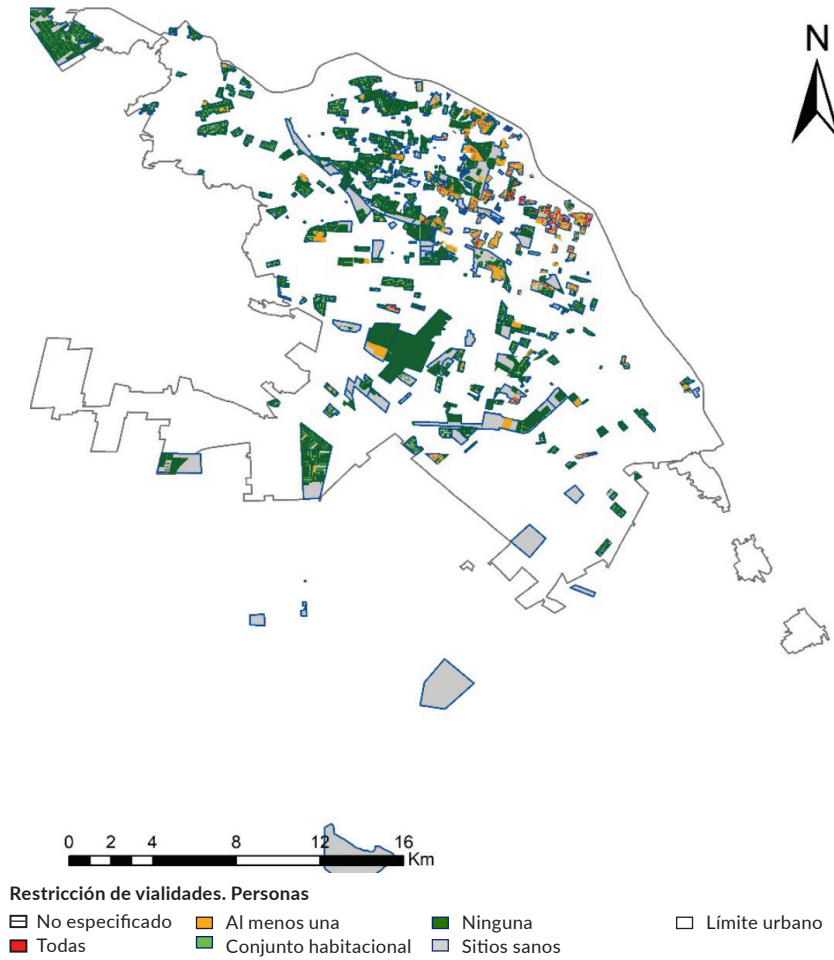 N
0 2 4 8 12 16
Km
Restricción de vialidades. Personas
No especificado Al menos una Ninguna Límite urbano
Todas Conjunto habitacional Sitios sanos